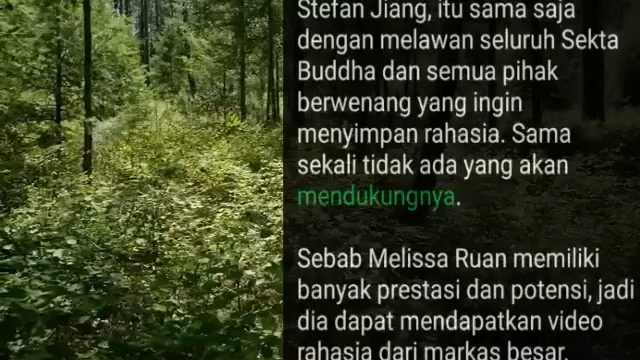 Stefan Jiang, itu sama saja
dengan melawan seluruh Sekta
Buddha dan semua pihak
berwenang yang ingin
menyimpan rahasia. Sama
sekali tidak ada yang akan
mendukungnya.
Sebab Melissa Ruan memiliki
banyak prestasi dan potensi, jadi
dia dapat mendapatkan video
rahasia dari markas besar